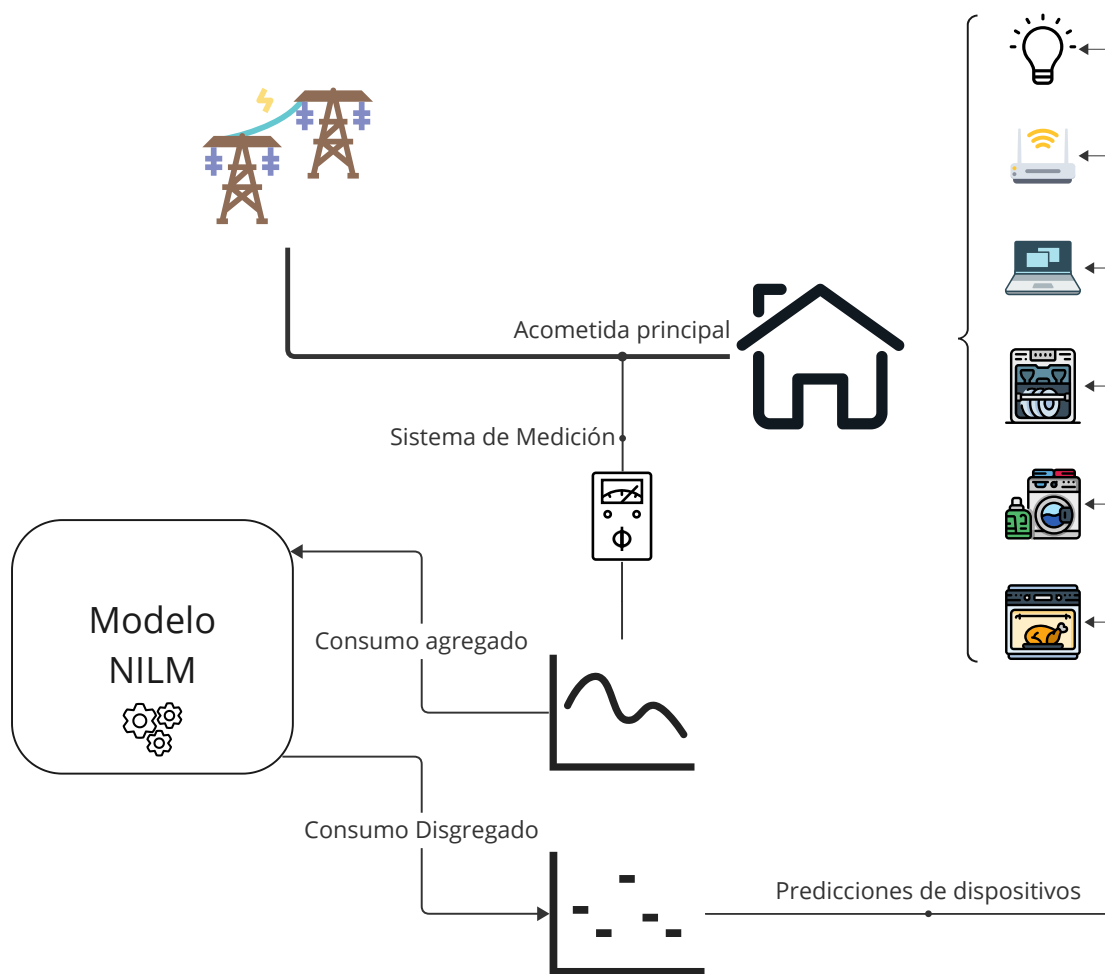 Acometida principal
Sistema de Medición
Modelo
NILM
Consumo agregado
Consumo Disgregado
Predicciones de dispositivos